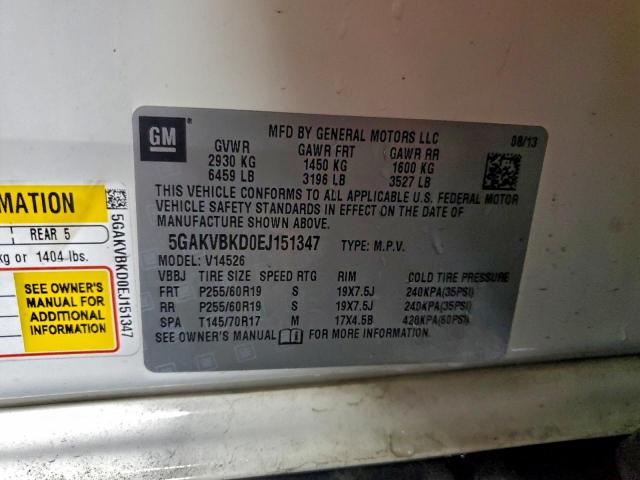 GM
MFD BY GENERAL MOTORS LLC
08/13
GVWR GAWR FRT GAWR RR
2930 KG 1450 KG 1600 KG
6459 LB 3196 LB 3527 LB
THIS VEHICLE CONFORMS TO ALL APPLICABLE U.S. FEDERAL MOTOR
VEHICLE SAFETY STANDARDS IN EFFECT ON THE DATE OF
MANUFACTURE SHOWN ABOVE.
5GAKVBKD0EJ151347 TYPE: M.P.V.
MODEL: V14526
VBBJ TIRE SIZE SPEED RTG RIM COLD TIRE PRESSURE
FRT P255/60R19 S 19X7.5J 240KPA(35PSI)
RR P255/60R19 S 19X7.5J 240KPA(35PSI)
SPA T145/70R17 M 17X4.5B 420KPA(60PSI)
SEE OWNER'S MANUAL FOR MORE INFORMATION
MATION
REAR 5
kg or 1404 lbs.
SEE OWNER'S
MANUAL FOR
ADDITIONAL
INFORMATION
5GAKVBKD0EJ151347